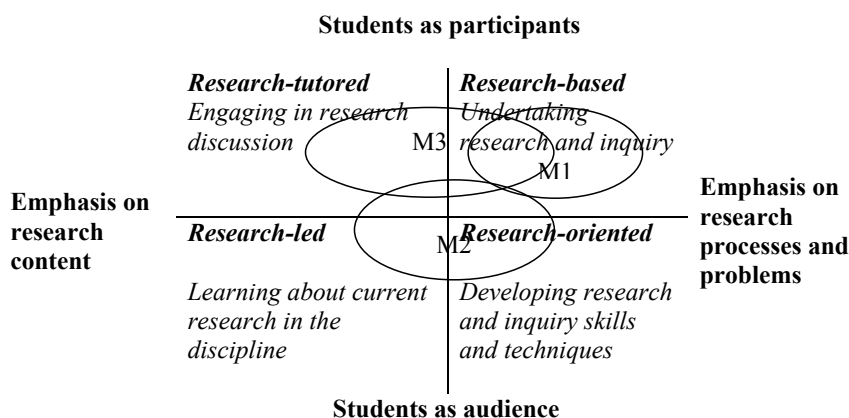 Students as participants
Research-tutored
Engaging in research
discussion
Research-based
Undertaking
research and inquiry
M3
M1
Emphasis on
research
content
Emphasis on
research
processes and
problems
Research-led
Research-oriented
M2
Learning about current
research in the
discipline
Developing research
and inquiry skills
and techniques
Students as audience